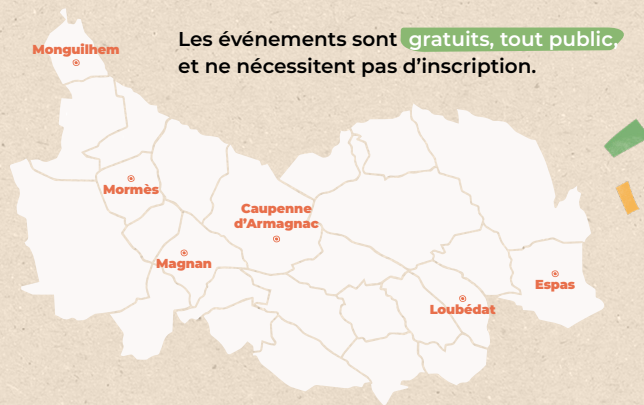 Les événements sont gratuits, tout public,
et ne nécessitent pas d'inscription.
Monguilhem
Mormès
Caupenne
d'Armagnac
Magnan
Espas
Loubédat